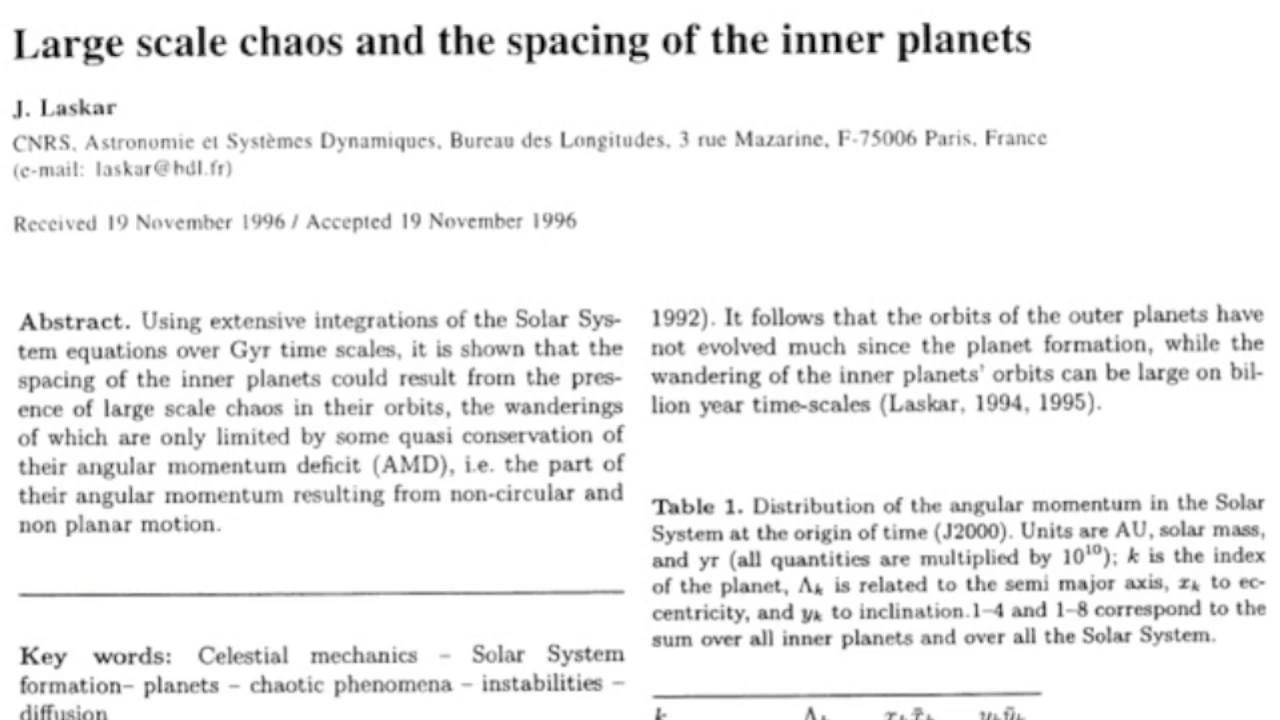 Large scale chaos and the spacing of the inner planets
J. Laskar
CNRS, Astronomie et Systèmes Dynamiques, Bureau des Longitudes, 3 rue Mazarine, F-75006 Paris, France
(e-mail: laskar@bdl.fr)
Received 19 November 1996 / Accepted 19 November 1996
Abstract. Using extensive integrations of the Solar Sys-
tem equations over Gyr time scales, it is shown that the
spacing of the inner planets could result from the pres-
ence of large scale chaos in their orbits, the wanderings
of which are only limited by some quasi conservation of
their angular momentum deficit (AMD), i.e. the part of
their angular momentum resulting from non-circular and
non planar motion.
Key words: Celestial mechanics – Solar System
formation– planets – chaotic phenomena – instabilities –
diffusion
1992). It follows that the orbits of the outer planets have
not evolved much since the planet formation, while the
wandering of the inner planets' orbits can be large on bil-
lion year time-scales (Laskar, 1994, 1995).
Table 1. Distribution of the angular momentum in the Solar
System at the origin of time (J2000). Units are AU, solar mass,
and yr (all quantities are multiplied by 10¹⁰); k is the index
of the planet, Λₖ is related to the semi major axis, xₖ to ec-
centricity, and yₖ to inclination.1–4 and 1–8 correspond to the
sum over all inner planets and over all the Solar System.
k Λₖ xₖx̄ₖ yₖȳₖ